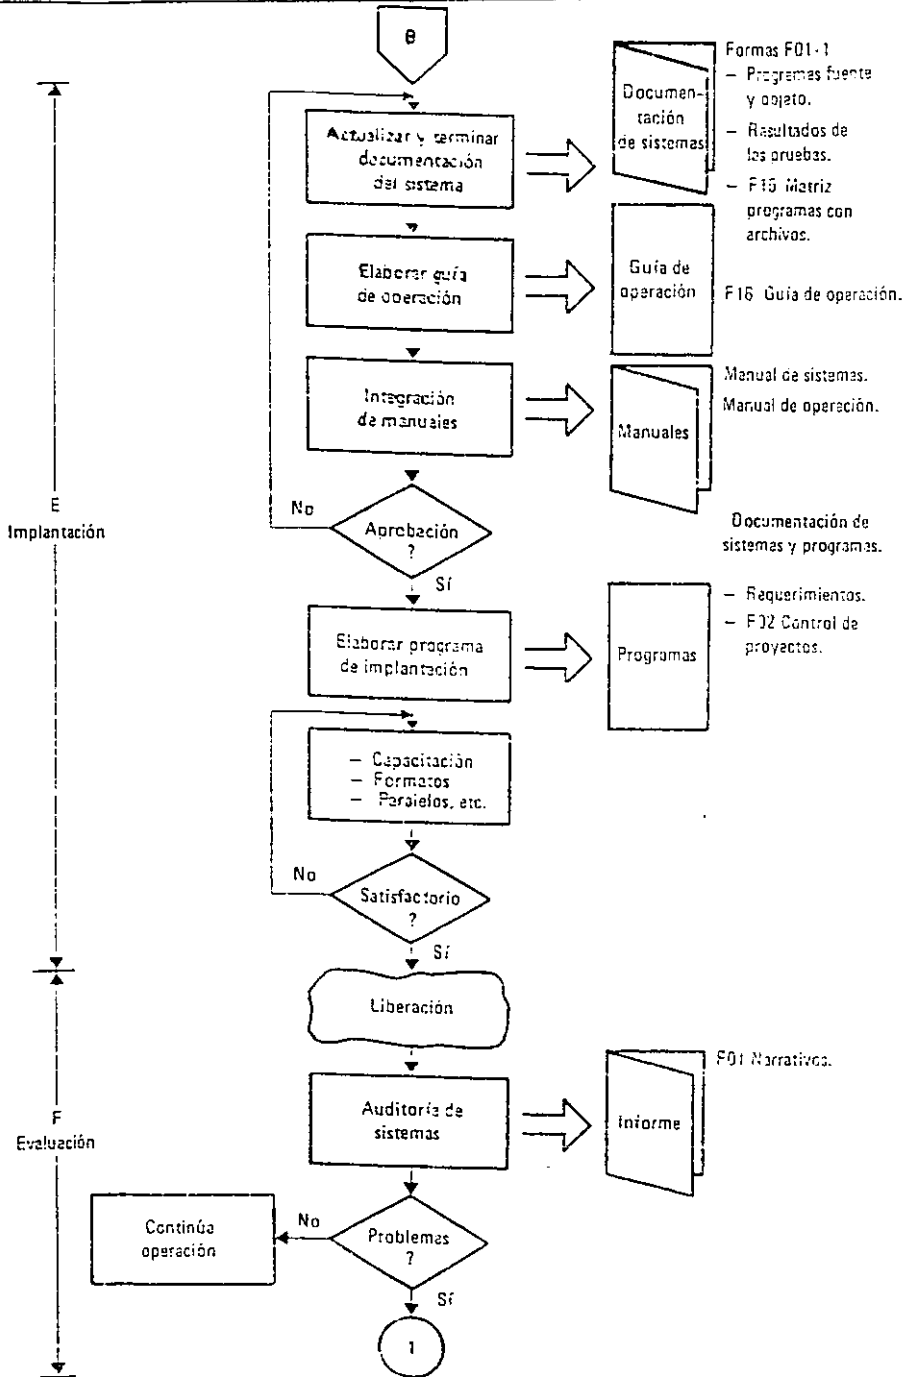 B
Actualizar y terminar
documentación
del sistema
Documen-
tación
de sistemas
Formas F01-1
– Programas fuente
y objeto.
– Resultados de
las pruebas.
– F15 Matriz
programas con
archivos.
Elaborar guía
de operación
Guía de
operación
F16 Guía de operación.
Integración
de manuales
Manuales
Manual de sistemas.
Manual de operación.
E
Implantación
No
Aprobación
?
Sí
Documentación de
sistemas y programas.
Elaborar programa
de implantación
Programas
– Requerimientos.
– F02 Control de
proyectos.
– Capacitación
– Formatos
– Paralelos, etc.
No
Satisfactorio
?
Sí
Liberación
F
Evaluación
Auditoría de
sistemas
Informe
F01 Narrativos.
Continúa
operación
No
Problemas
?
Sí
1